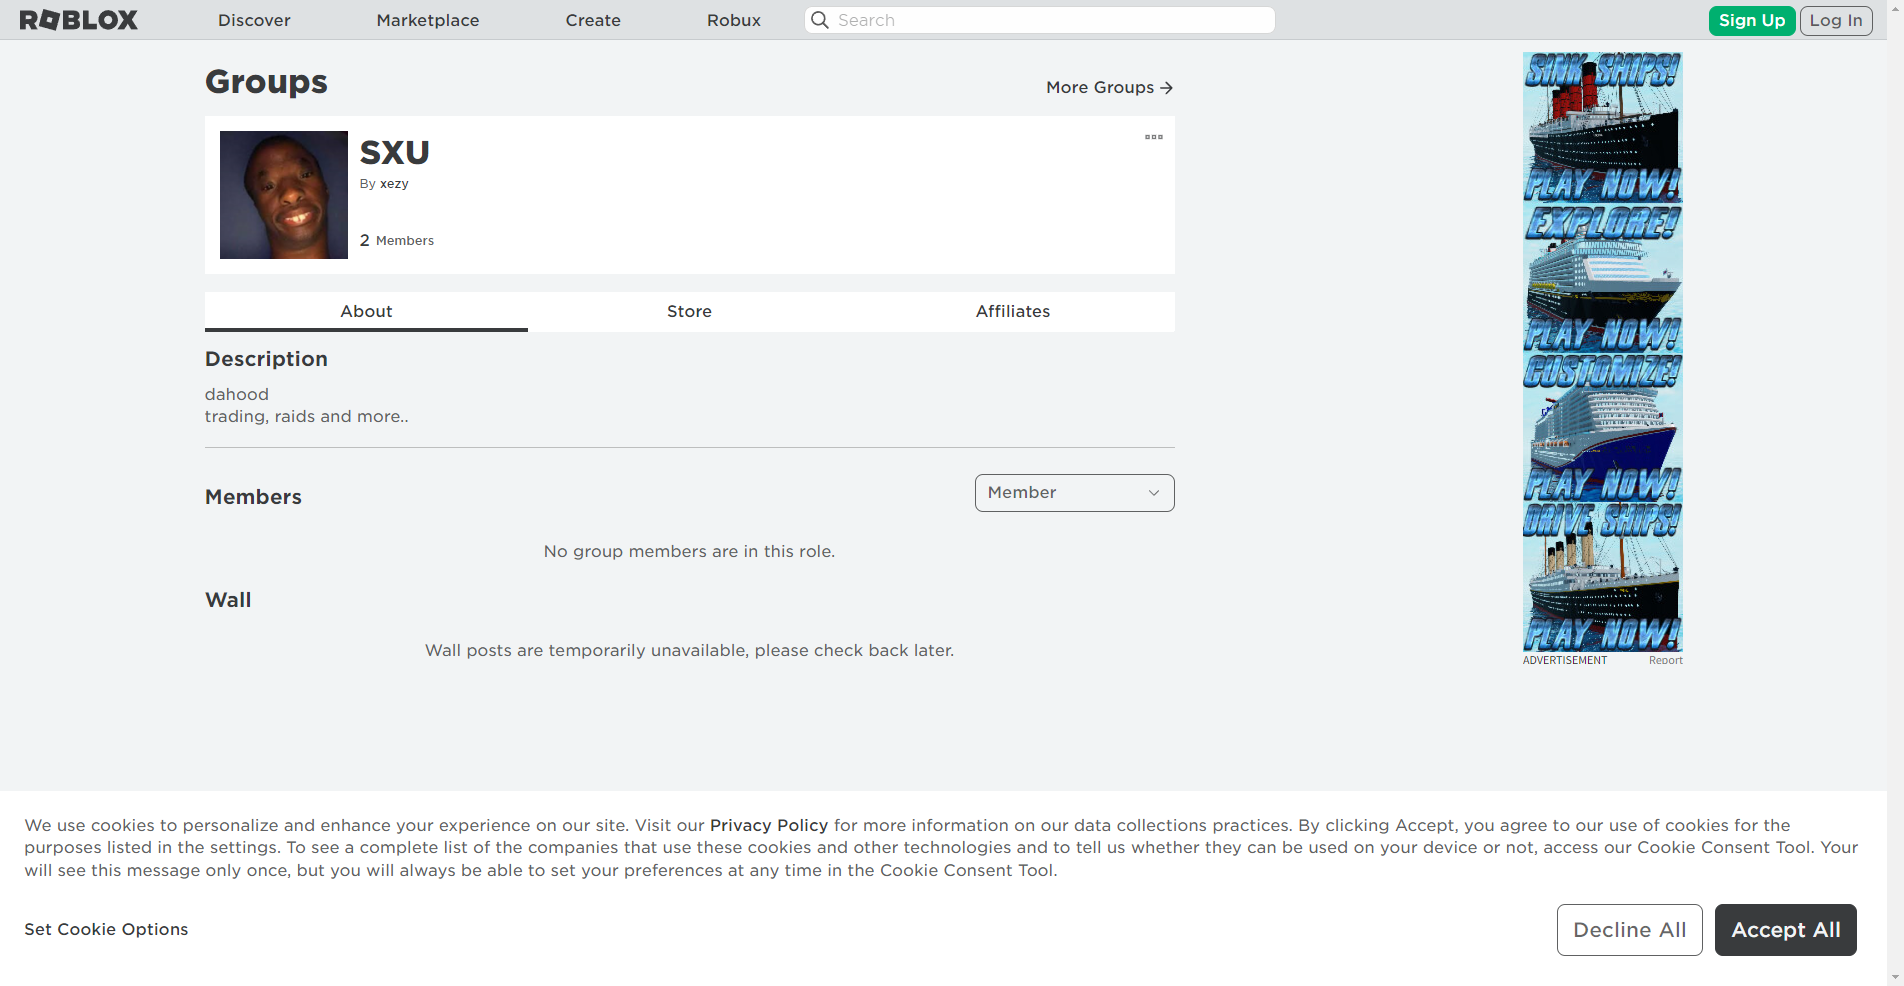 ROBLOX
Discover
Marketplace
Create
Robux
Search
Sign Up
Log In
Groups
More Groups
SXU
By xezy
2 Members
About
Store
Affiliates
Description
dahood
trading, raids and more..
Members
Member
No group members are in this role.
Wall
Wall posts are temporarily unavailable, please check back later.
SINK SHIPS!
PLAY NOW!
EXPLORE!
PLAY NOW!
CUSTOMIZE!
PLAY NOW!
DRIVE SHIPS!
PLAY NOW!
ADVERTISEMENT
Report
We use cookies to personalize and enhance your experience on our site. Visit our Privacy Policy for more information on our data collections practices. By clicking Accept, you agree to our use of cookies for the
purposes listed in the settings. To see a complete list of the companies that use these cookies and other technologies and to tell us whether they can be used on your device or not, access our Cookie Consent Tool. Your
will see this message only once, but you will always be able to set your preferences at any time in the Cookie Consent Tool.
Set Cookie Options
Decline All
Accept All